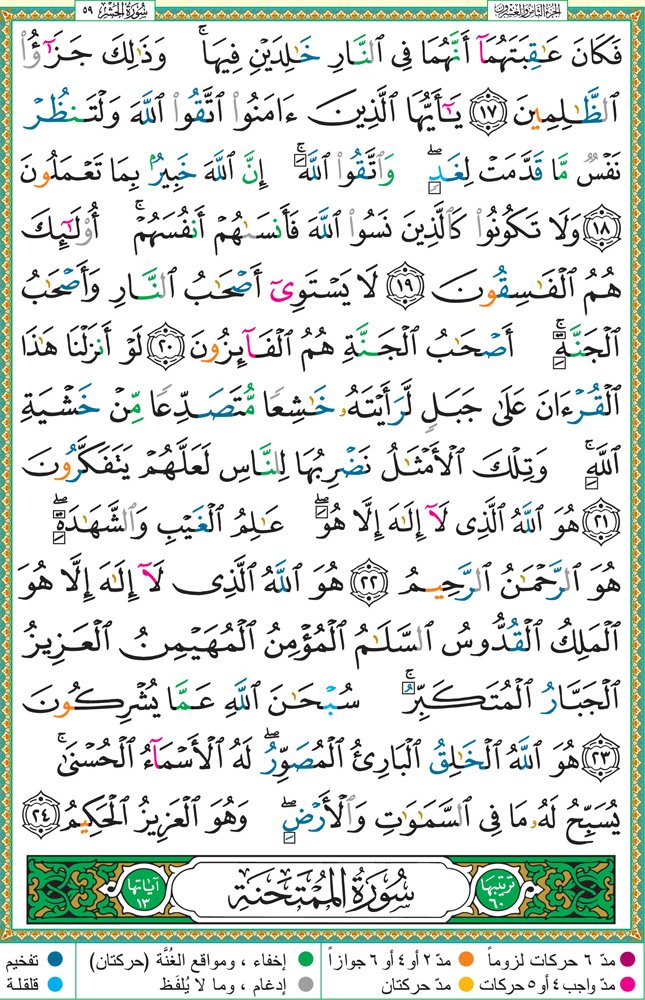 سُورَةُ الحَشْرِ ٥٩
الجزء الثامن والعشرون
فَكَانَ عَٰقِبَتَهُمَآ أَنَّهُمَا فِى ٱلنَّارِ خَٰلِدَيْنِ فِيهَا ۚ وَذَٰلِكَ جَزَٰٓؤُا۟
ٱلظَّٰلِمِينَ ١٧ يَٰٓأَيُّهَا ٱلَّذِينَ ءَامَنُوا۟ ٱتَّقُوا۟ ٱللَّهَ وَلْتَنظُرْ
نَفْسٌ مَّا قَدَّمَتْ لِغَدٍ ۖ وَٱتَّقُوا۟ ٱللَّهَ ۚ إِنَّ ٱللَّهَ خَبِيرٌۢ بِمَا تَعْمَلُونَ
١٨ وَلَا تَكُونُوا۟ كَٱلَّذِينَ نَسُوا۟ ٱللَّهَ فَأَنسَىٰهُمْ أَنفُسَهُمْ ۚ أُو۟لَٰٓئِكَ
هُمُ ٱلْفَٰسِقُونَ ١٩ لَا يَسْتَوِىٓ أَصْحَٰبُ ٱلنَّارِ وَأَصْحَٰبُ
ٱلْجَنَّةِ ۚ أَصْحَٰبُ ٱلْجَنَّةِ هُمُ ٱلْفَآئِزُونَ ٢٠ لَوْ أَنزَلْنَا هَٰذَا
ٱلْقُرْءَانَ عَلَىٰ جَبَلٍ لَّرَأَيْتَهُۥ خَٰشِعًا مُّتَصَدِّعًا مِّنْ خَشْيَةِ
ٱللَّهِ ۚ وَتِلْكَ ٱلْأَمْثَٰلُ نَضْرِبُهَا لِلنَّاسِ لَعَلَّهُمْ يَتَفَكَّرُونَ
٢١ هُوَ ٱللَّهُ ٱلَّذِى لَآ إِلَٰهَ إِلَّا هُوَ ۖ عَٰلِمُ ٱلْغَيْبِ وَٱلشَّهَٰدَةِ ۖ
هُوَ ٱلرَّحْمَٰنُ ٱلرَّحِيمُ ٢٢ هُوَ ٱللَّهُ ٱلَّذِى لَآ إِلَٰهَ إِلَّا هُوَ
ٱلْمَلِكُ ٱلْقُدُّوسُ ٱلسَّلَٰمُ ٱلْمُؤْمِنُ ٱلْمُهَيْمِنُ ٱلْعَزِيزُ
ٱلْجَبَّارُ ٱلْمُتَكَبِّرُ ۚ سُبْحَٰنَ ٱللَّهِ عَمَّا يُشْرِكُونَ
٢٣ هُوَ ٱللَّهُ ٱلْخَٰلِقُ ٱلْبَارِئُ ٱلْمُصَوِّرُ ۖ لَهُ ٱلْأَسْمَآءُ ٱلْحُسْنَىٰ ۚ
يُسَبِّحُ لَهُۥ مَا فِى ٱلسَّمَٰوَٰتِ وَٱلْأَرْضِ ۖ وَهُوَ ٱلْعَزِيزُ ٱلْحَكِيمُ ٢٤
ترتيبها ٦٠ سُورَةُ المُمْتَحنَةِ آياتها ١٣
مدّ ٦ حركات لزوماً مدّ ٢ أو ٤ أو ٦ جوازاً إخفاء ، ومواقع الغُنَّة (حركتان) تفخيم
مدّ واجب ٤ أو ٥ حركات مدّ حركتان إدغام ، وما لا يُلفَظ قلقلة